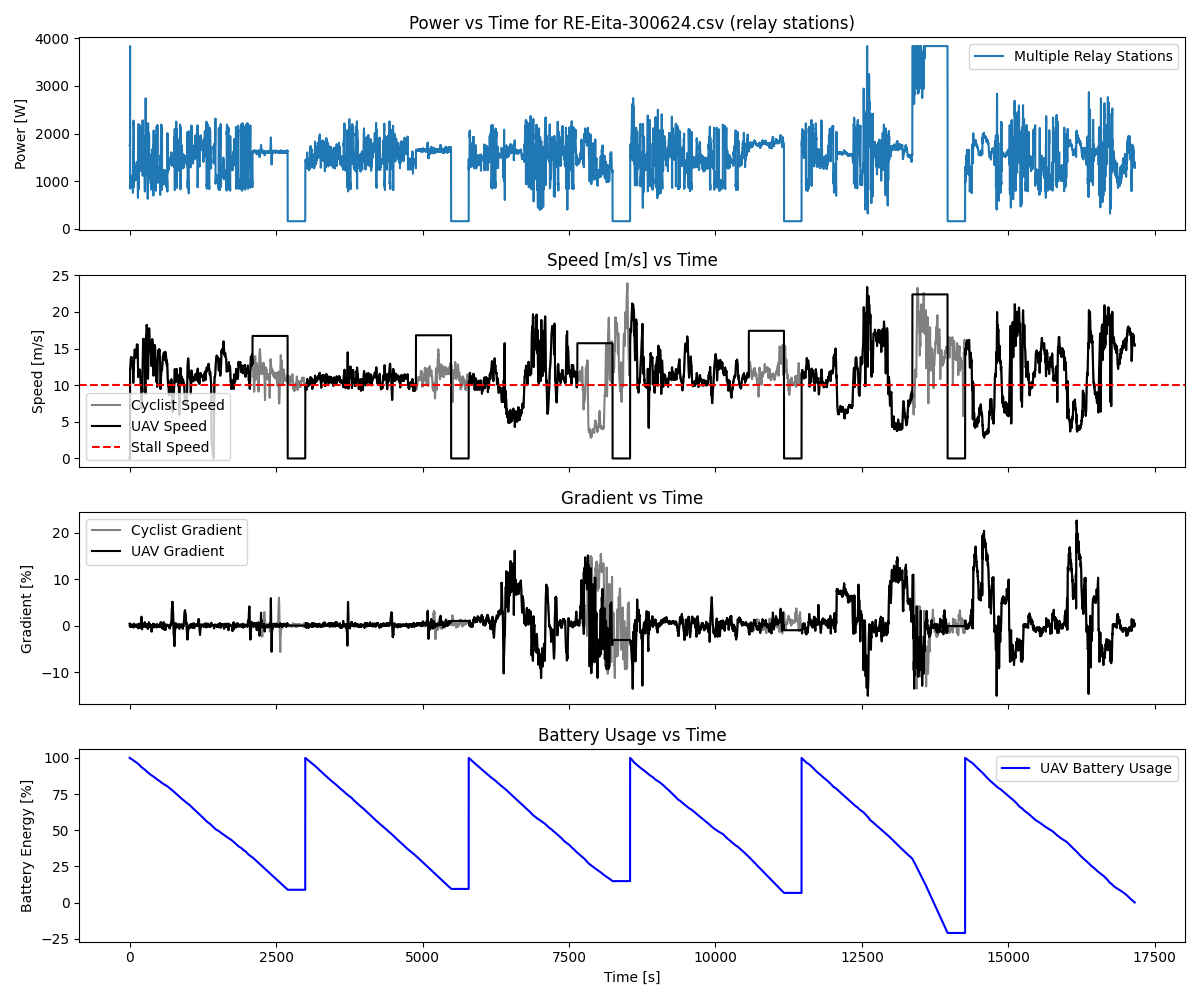 Power vs Time for RE-Eita-300624.csv (relay stations)
4000
3000
2000
1000
0
Power [W]
Multiple Relay Stations
Speed [m/s] vs Time
25
20
15
10
5
0
Speed [m/s]
Cyclist Speed
UAV Speed
Stall Speed
Gradient vs Time
20
10
0
−10
Gradient [%]
Cyclist Gradient
UAV Gradient
Battery Usage vs Time
100
75
50
25
0
−25
Battery Energy [%]
UAV Battery Usage
0 2500 5000 7500 10000 12500 15000 17500
Time [s]